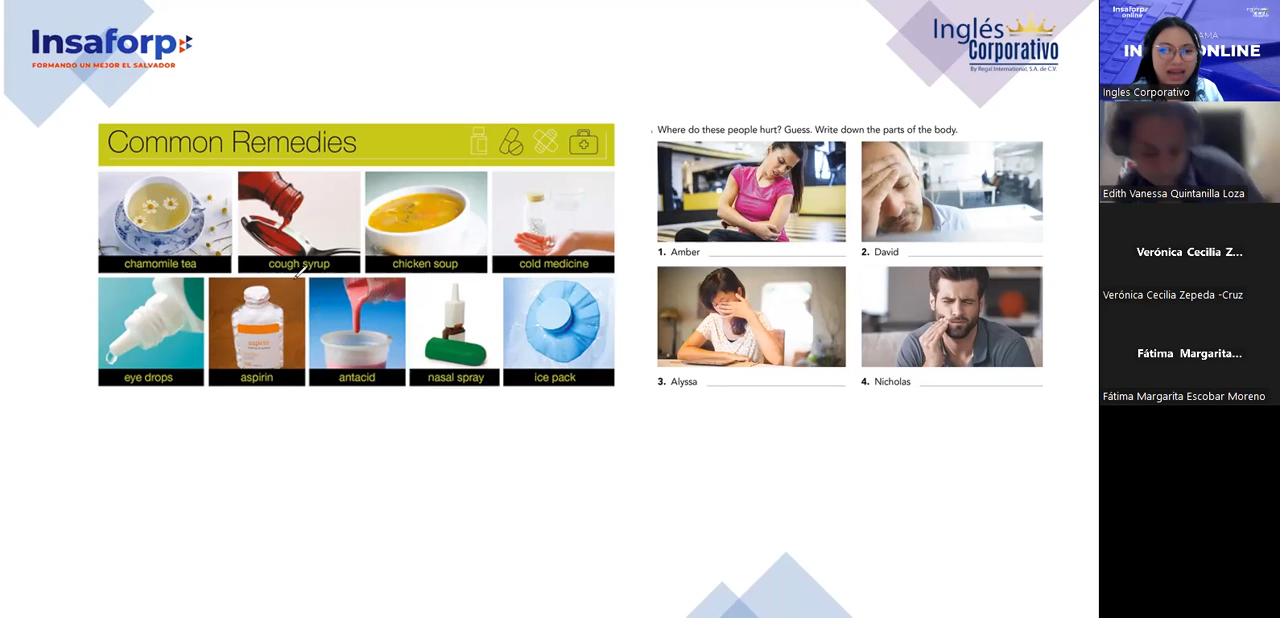 Insaforp
FORMANDO UN MEJOR EL SALVADOR
Inglés
Corporativo
By Regal International, S.A. de C.V.
Common Remedies
chamomile tea
cough syrup
chicken soup
cold medicine
eye drops
aspirin
antacid
nasal spray
ice pack
Where do these people hurt? Guess. Write down the parts of the body.
1. Amber
2. David
3. Alyssa
4. Nicholas
Insaforp
online
AMA
IN ONLINE
Ingles Corporativo
Edith Vanessa Quintanilla Loza
Verónica Cecilia Z...
Verónica Cecilia Zepeda -Cruz
Fátima Margarita...
Fátima Margarita Escobar Moreno